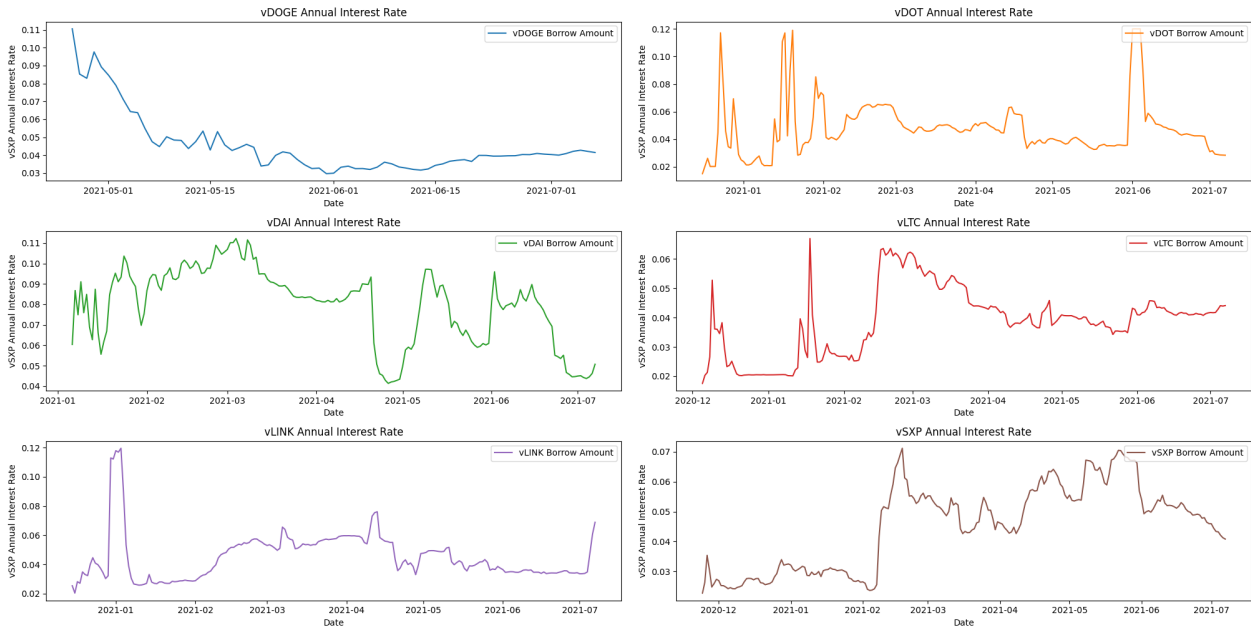 vDOGE Annual Interest Rate
vSXP Annual Interest Rate
0.11
0.10
0.09
0.08
0.07
0.06
0.05
0.04
0.03
vDOGE Borrow Amount
2021-05-01 2021-05-15 2021-06-01 2021-06-15 2021-07-01
Date
vDOT Annual Interest Rate
vSXP Annual Interest Rate
0.12
0.10
0.08
0.06
0.04
0.02
vDOT Borrow Amount
2021-01 2021-02 2021-03 2021-04 2021-05 2021-06 2021-07
Date
vDAI Annual Interest Rate
vSXP Annual Interest Rate
0.11
0.10
0.09
0.08
0.07
0.06
0.05
0.04
vDAI Borrow Amount
2021-01 2021-02 2021-03 2021-04 2021-05 2021-06 2021-07
Date
vLTC Annual Interest Rate
vSXP Annual Interest Rate
0.06
0.05
0.04
0.03
0.02
vLTC Borrow Amount
2020-12 2021-01 2021-02 2021-03 2021-04 2021-05 2021-06 2021-07
Date
vLINK Annual Interest Rate
vSXP Annual Interest Rate
0.12
0.10
0.08
0.06
0.04
0.02
vLINK Borrow Amount
2021-01 2021-02 2021-03 2021-04 2021-05 2021-06 2021-07
Date
vSXP Annual Interest Rate
vSXP Annual Interest Rate
0.07
0.06
0.05
0.04
0.03
vSXP Borrow Amount
2020-12 2021-01 2021-02 2021-03 2021-04 2021-05 2021-06 2021-07
Date